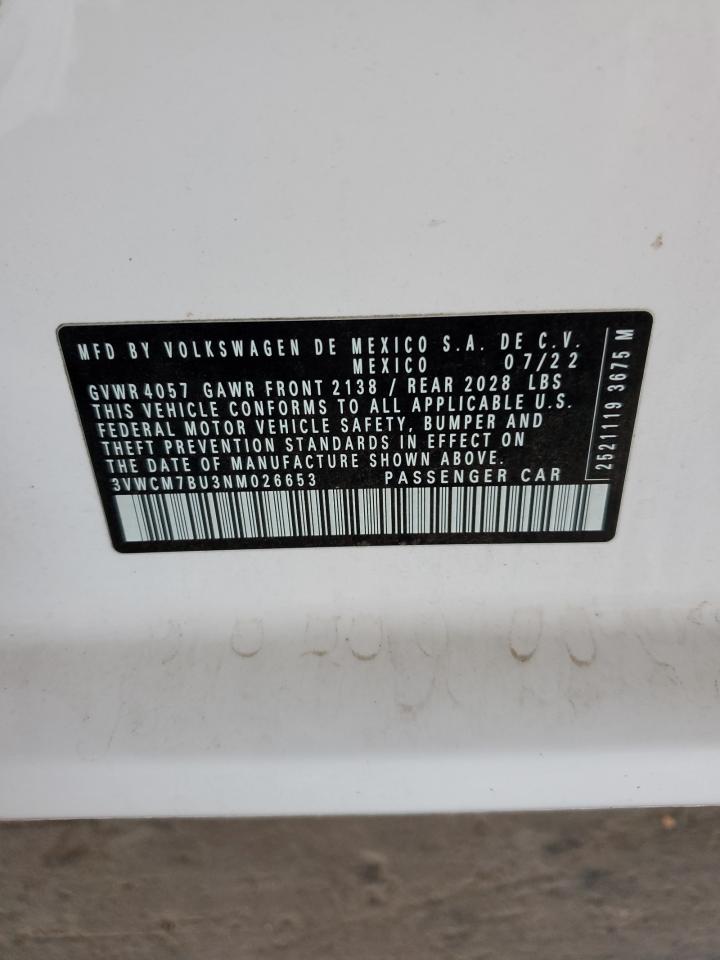 MFD BY VOLKSWAGEN DE MEXICO S.A. DE C.V.
MEXICO 07/22
GVWR 4057 GAWR FRONT 2138 / REAR 2028 LBS
THIS VEHICLE CONFORMS TO ALL APPLICABLE U.S.
FEDERAL MOTOR VEHICLE SAFETY, BUMPER AND
THEFT PREVENTION STANDARDS IN EFFECT ON
THE DATE OF MANUFACTURE SHOWN ABOVE.
3VWCM7BU3NM026653 PASSENGER CAR
2521119 3675 M